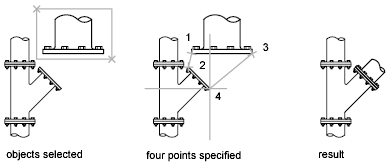 1
3
2
4
objects selected
four points specified
result